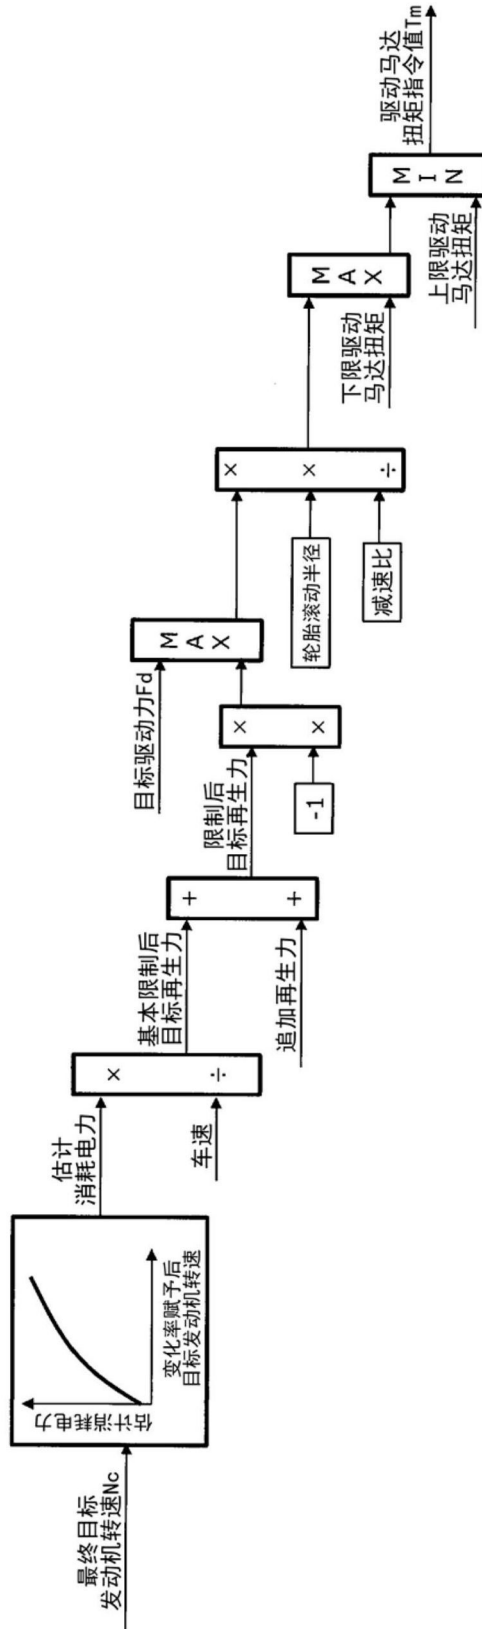 最终目标
发动机转速Nc
估计消耗电力
变化率赋予后
目标发动机转速
估计
消耗电力
车速
×
÷
基本限制后
目标再生力
追加再生力
+
+
限制后
目标再生力
-1
×
×
目标驱动力Fd
MAX
轮胎滚动半径
减速比
×
×
÷
下限驱动
马达扭矩
MAX
上限驱动
马达扭矩
MIN
驱动马达
扭矩指令值Tm